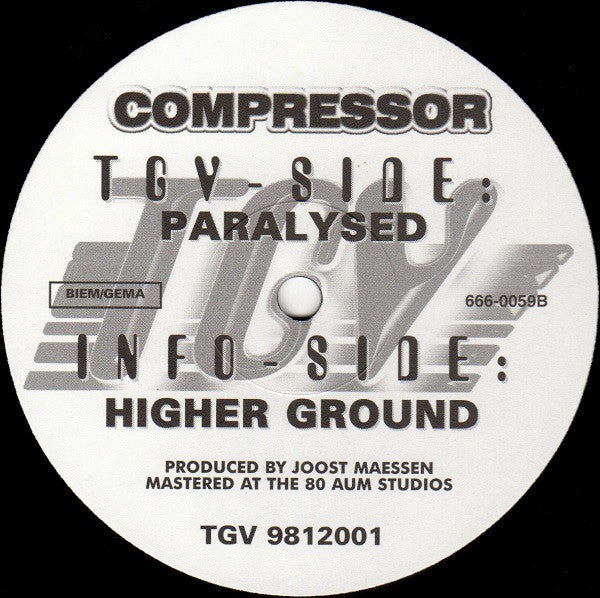 COMPRESSOR
TGV
TGV-SIDE:
PARALYSED
BIEM/GEMA
666-0059B
INFO-SIDE:
HIGHER GROUND
PRODUCED BY JOOST MAESSEN
MASTERED AT THE 80 AUM STUDIOS
TGV 9812001